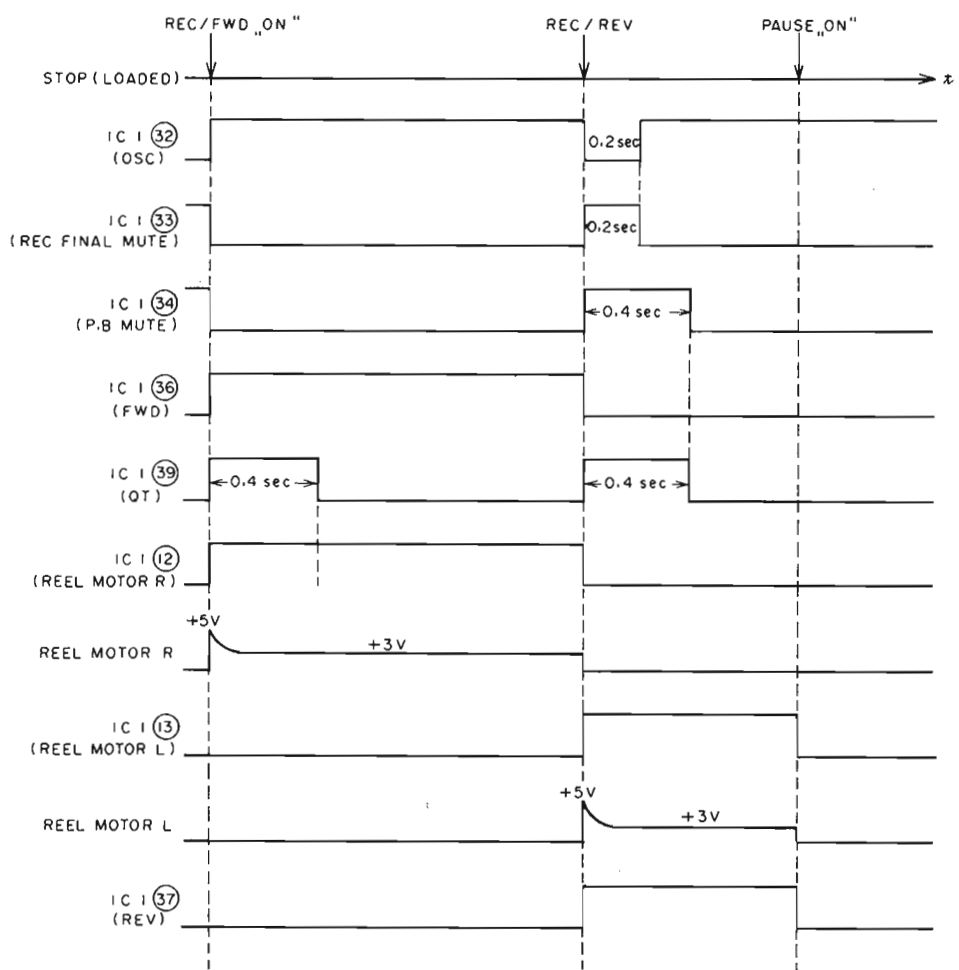 REC/FWD „ON“ REC/REV PAUSE „ON“
STOP (LOADED) t
IC 1 32
(OSC)
0.2 sec
IC 1 33
(REC FINAL MUTE)
0.2 sec
IC 1 34
(P.B MUTE)
0.4 sec
IC 1 36
(FWD)
IC 1 39
(QT)
0.4 sec 0.4 sec
IC 1 12
(REEL MOTOR R)
+5V
REEL MOTOR R +3V
IC 1 13
(REEL MOTOR L)
+5V
REEL MOTOR L +3V
IC 1 37
(REV)